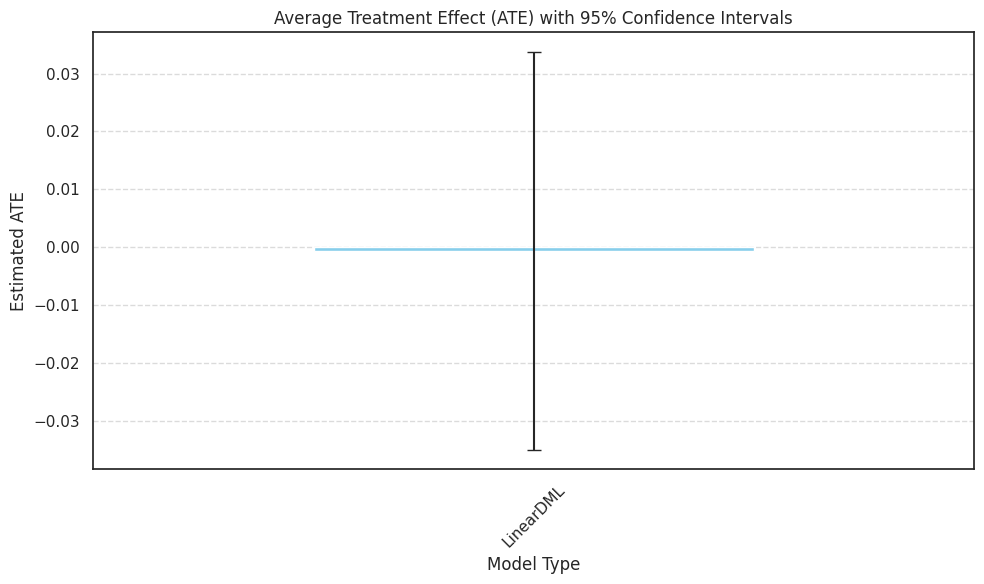 Average Treatment Effect (ATE) with 95% Confidence Intervals
0.03
0.02
0.01
0.00
−0.01
−0.02
−0.03
Estimated ATE
LinearDML
Model Type